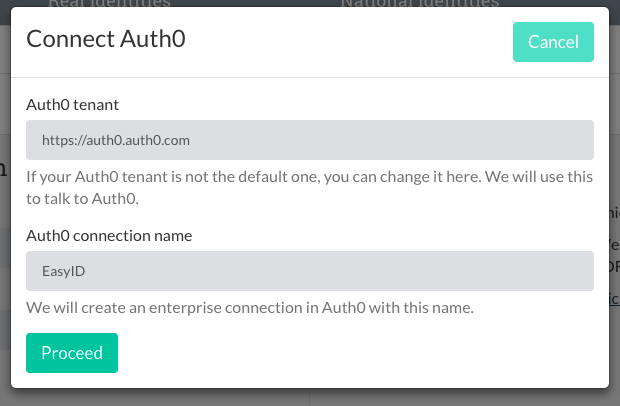 Real Identities
National Identities
Connect Auth0
Cancel
Auth0 tenant
https://auth0.auth0.com
If your Auth0 tenant is not the default one, you can change it here. We will use this
to talk to Auth0.
Auth0 connection name
EasyID
We will create an enterprise connection in Auth0 with this name.
Proceed